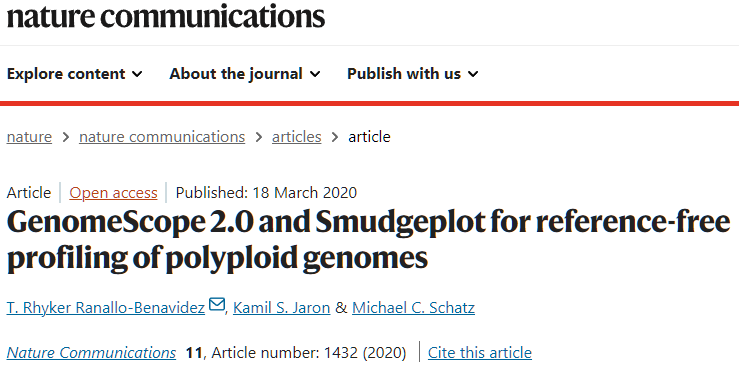 nature communications
Explore content About the journal Publish with us
nature > nature communications > articles > article
Article | Open access | Published: 18 March 2020
GenomeScope 2.0 and Smudgeplot for reference-free
profiling of polyploid genomes
T. Rhyker Ranallo-Benavidez, Kamil S. Jaron & Michael C. Schatz
Nature Communications 11, Article number: 1432 (2020) | Cite this article